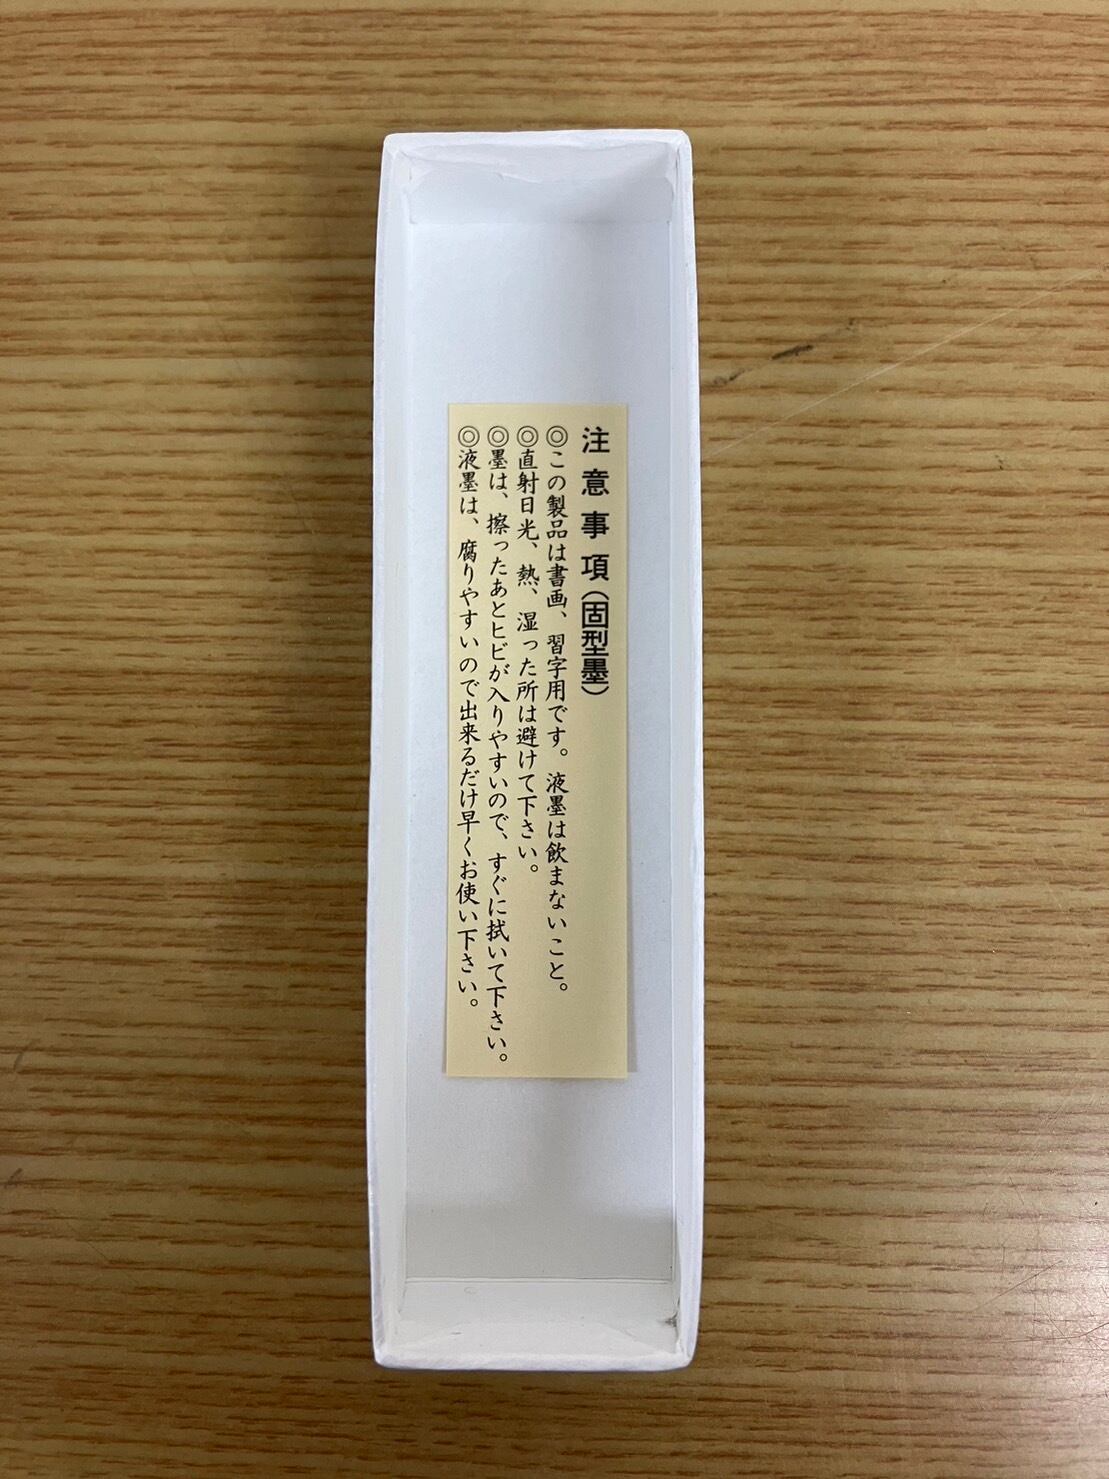 注意事項(固型墨)
◎この製品は書画、習字用です。液墨は飲まないこと。
◎直射日光、熱、湿った所は避けて下さい。
◎墨は、擦ったあとヒビが入りやすいので、すぐに拭いて下さい。
◎液墨は、腐りやすいので出来るだけ早くお使い下さい。